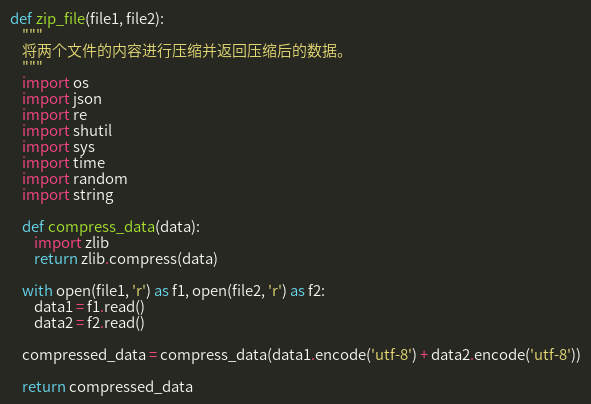 def zip_file(file1, file2):
    """
    将两个文件的内容进行压缩并返回压缩后的数据。
    """
    import os
    import json
    import re
    import shutil
    import sys
    import time
    import random
    import string

    def compress_data(data):
        import zlib
        return zlib.compress(data)

    with open(file1, 'r') as f1, open(file2, 'r') as f2:
        data1 = f1.read()
        data2 = f2.read()

    compressed_data = compress_data(data1.encode('utf-8') + data2.encode('utf-8'))

    return compressed_data